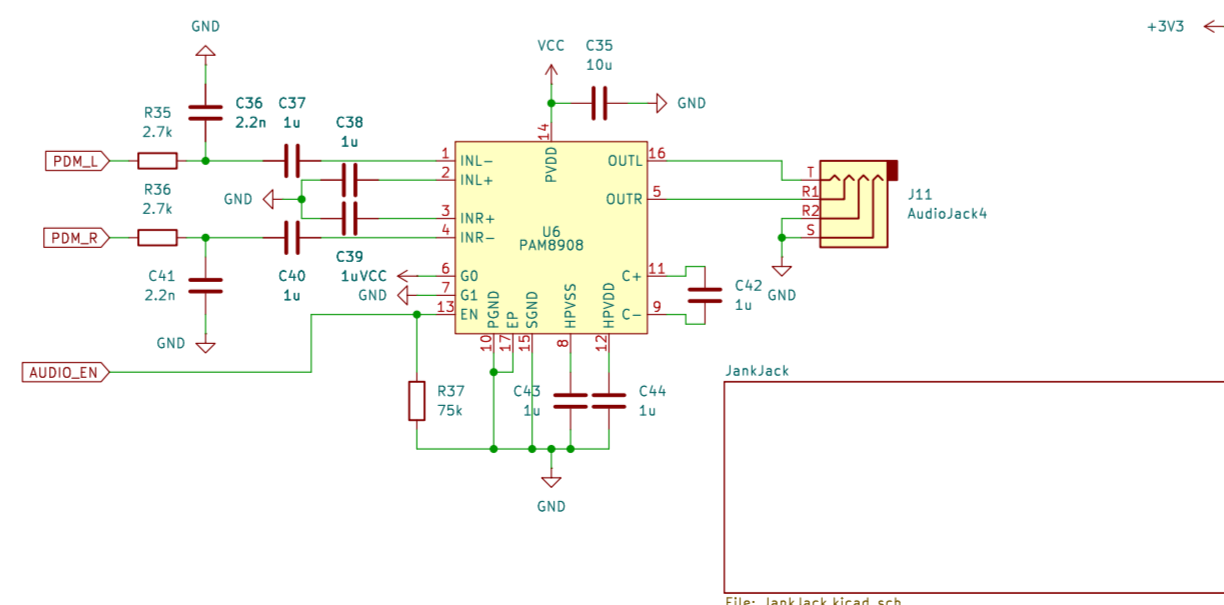 GND
VCC
C35
10u
GND
+3V3
R35
2.7k
C36
2.2n
C37
1u
C38
1u
PDM_L
R36
2.7k
GND
PDM_R
C41
2.2n
C40
1u
C39
1u
VCC
GND
GND
AUDIO_EN
1
2
3
4
6
7
13
INL-
INL+
INR+
INR-
G0
G1
EN
14
PVDD
U6
PAM8908
OUTL
OUTR
C+
C-
16
5
11
9
PGND
EP
SGND
HPVSS
HPVDD
10
17
15
8
12
T
R1
R2
S
J11
AudioJack4
GND
C42
1u
R37
75k
C43
1u
C44
1u
GND
JankJack
File: JankJack.kicad_sch